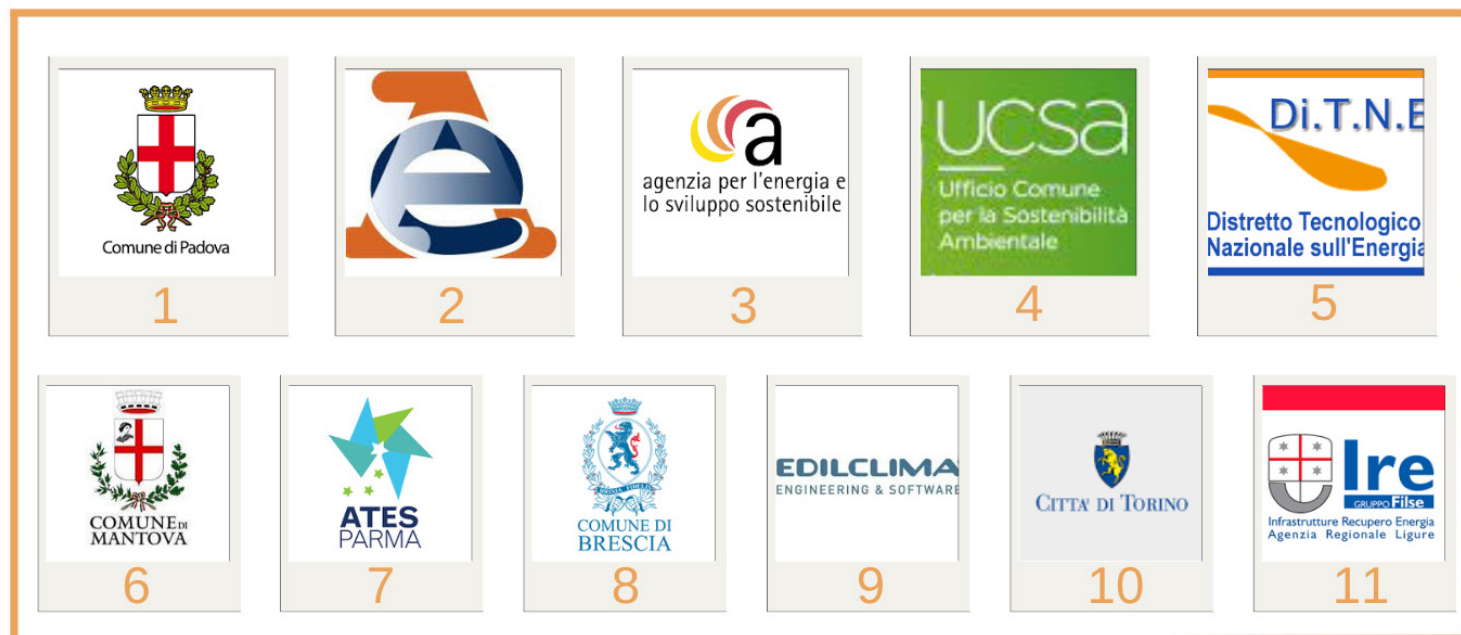 Comune di Padova
1
e
2
a
agenzia per l'energia e
lo sviluppo sostenibile
3
UCSa
Ufficio Comune
per la Sostenibilità
Ambientale
4
Di.T.N.E
Distretto Tecnologico
Nazionale sull'Energia
5
COMUNE DI
MANTOVA
6
ATES
PARMA
7
BRIXIA FIDELIS
COMUNE DI
BRESCIA
8
EDILCLIMA
ENGINEERING & SOFTWARE
9
CITTA' DI TORINO
10
Ire
GRUPPO Filse
Infrastrutture Recupero Energia
Agenzia Regionale Ligure
11